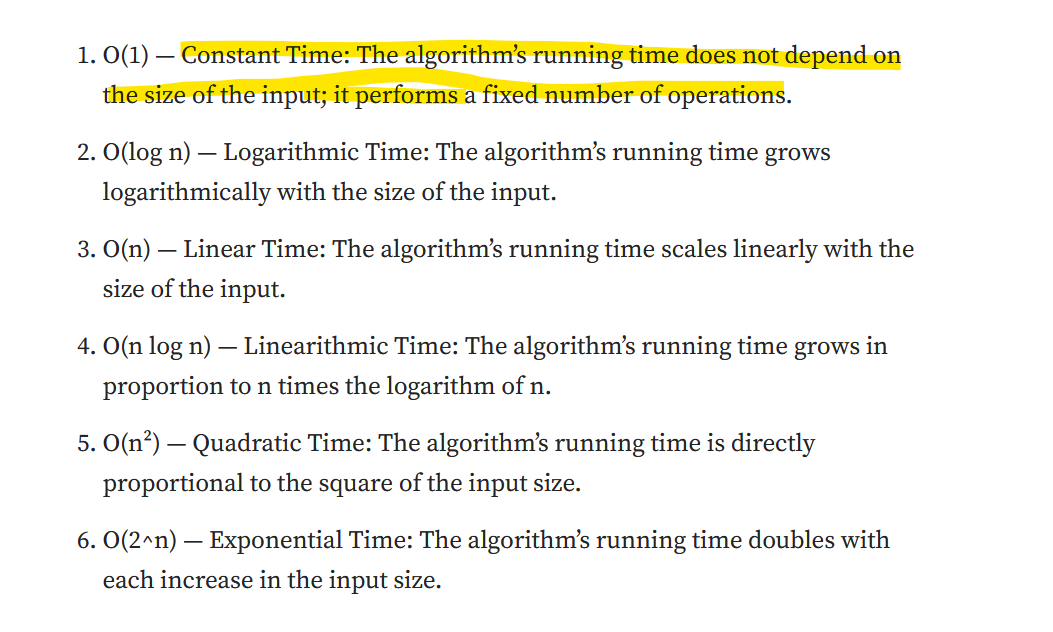 1. O(1) — Constant Time: The algorithm’s running time does not depend on
the size of the input; it performs a fixed number of operations.
2. O(log n) — Logarithmic Time: The algorithm’s running time grows
logarithmically with the size of the input.
3. O(n) — Linear Time: The algorithm’s running time scales linearly with the
size of the input.
4. O(n log n) — Linearithmic Time: The algorithm’s running time grows in
proportion to n times the logarithm of n.
5. O(n²) — Quadratic Time: The algorithm’s running time is directly
proportional to the square of the input size.
6. O(2^n) — Exponential Time: The algorithm’s running time doubles with
each increase in the input size.